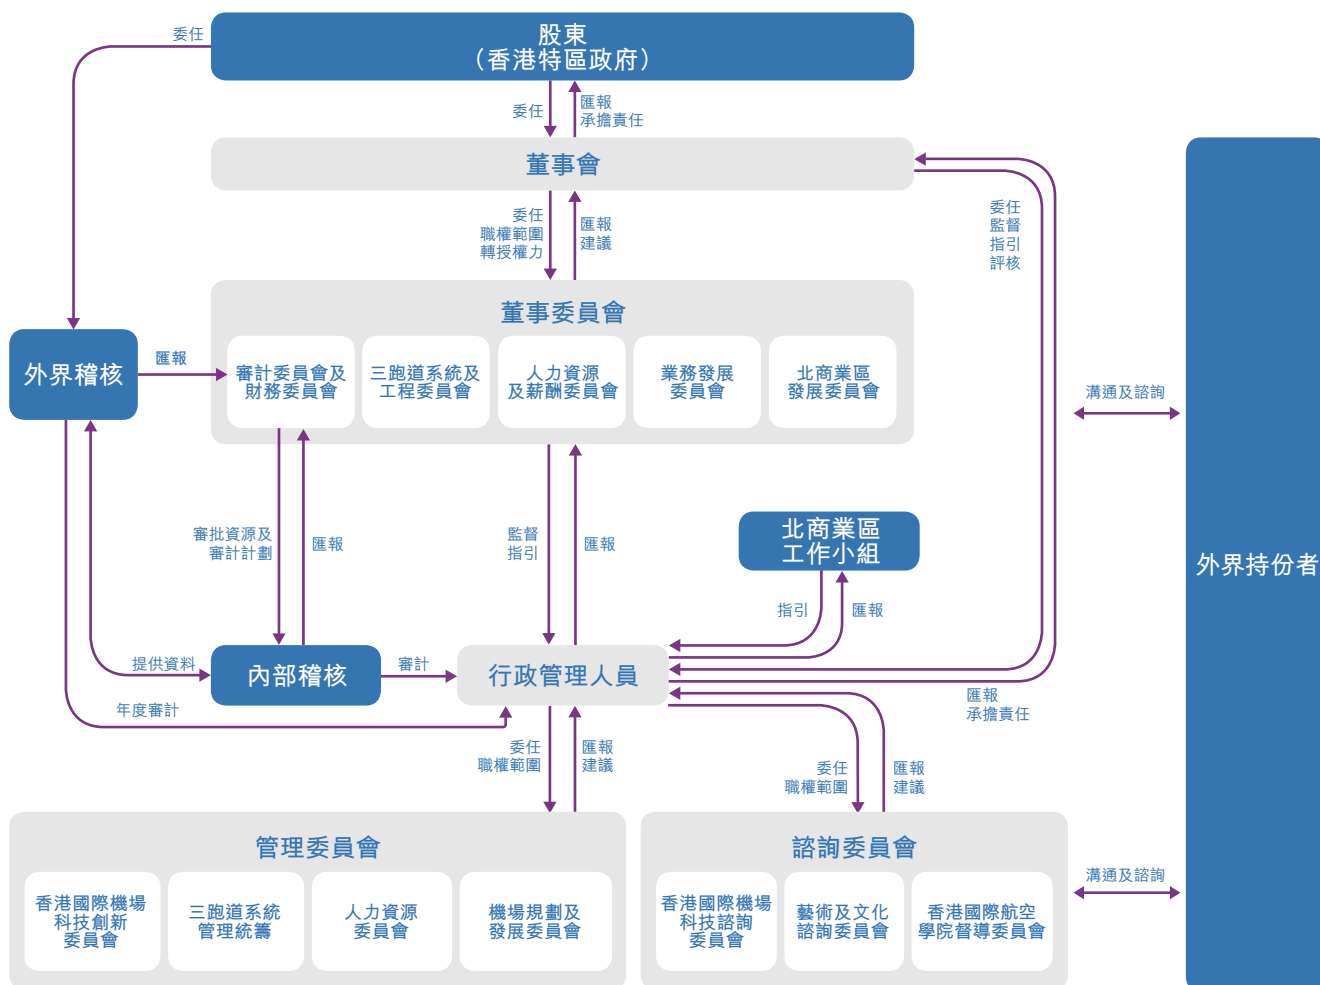 委任
股東
（香港特區政府）
委任
匯報
承擔責任
董事會
委任
職權範圍
轉授權力
匯報
建議
委任
監督
指引
評核
董事委員會
審計委員會及
財務委員會
三跑道系統及
工程委員會
人力資源
及薪酬委員會
業務發展
委員會
北商業區
發展委員會
外界稽核
匯報
溝通及諮詢
審批資源及
審計計劃
匯報
監督
指引
匯報
北商業區
工作小組
指引
匯報
外界持份者
提供資料
內部稽核
審計
行政管理人員
年度審計
匯報
承擔責任
委任
職權範圍
匯報
建議
委任
職權範圍
匯報
建議
管理委員會
香港國際機場
科技創新
委員會
三跑道系統
管理統籌
人力資源
委員會
機場規劃及
發展委員會
諮詢委員會
香港國際機場
科技諮詢
委員會
藝術及文化
諮詢委員會
香港國際航空
學院督導委員會
溝通及諮詢